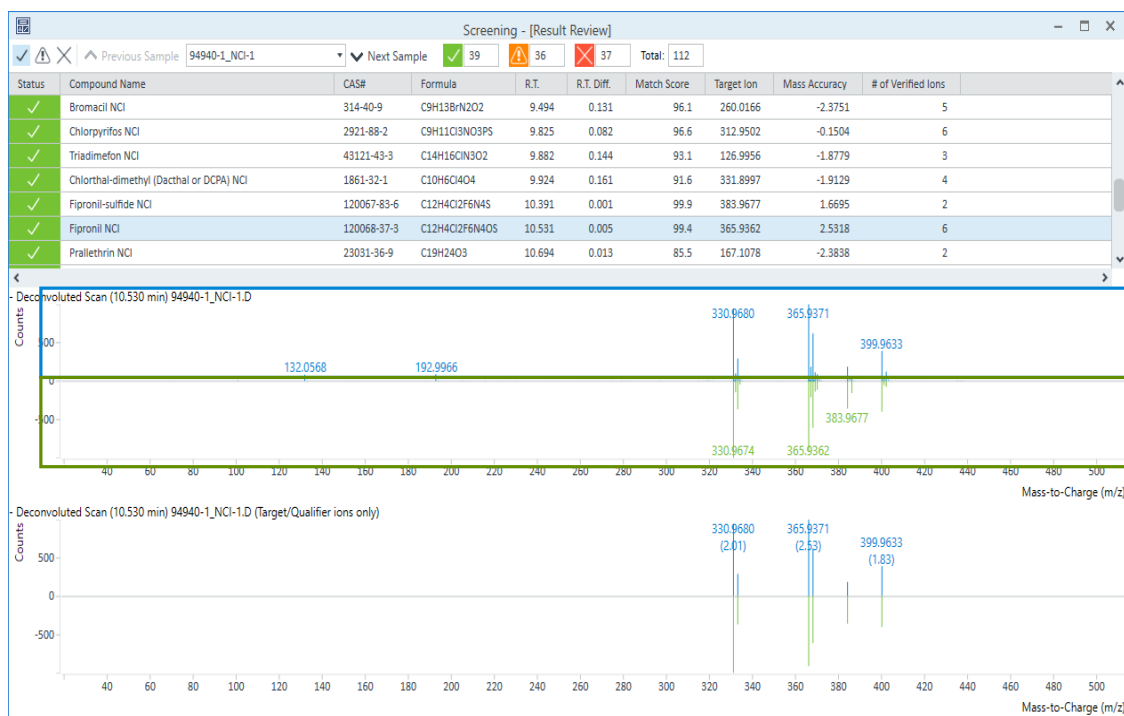 Screening - [Result Review]
Previous Sample 94940-1_NCI-1 Next Sample 39 36 37 Total: 112
Status Compound Name CAS# Formula R.T. R.T. Diff. Match Score Target Ion Mass Accuracy # of Verified Ions
Bromacil NCI 314-40-9 C9H13BrN2O2 9.494 0.131 96.1 260.0166 -2.3751 5
Chlorpyrifos NCI 2921-88-2 C9H11Cl3NO3PS 9.825 0.082 96.6 312.9502 -0.1504 6
Triadimefon NCI 43121-43-3 C14H16ClN3O2 9.882 0.144 93.1 126.9956 -1.8779 3
Chlorthal-dimethyl (Dacthal or DCPA) NCI 1861-32-1 C10H6Cl4O4 9.924 0.161 91.6 331.8997 -1.9129 4
Fipronil-sulfide NCI 120067-83-6 C12H4Cl2F6N4S 10.391 0.001 99.9 383.9677 1.6695 2
Fipronil NCI 120068-37-3 C12H4Cl2F6N4OS 10.531 0.005 99.4 365.9362 2.5318 6
Prallethrin NCI 23031-36-9 C19H24O3 10.694 0.013 85.5 167.1078 -2.3838 2
- Deconvoluted Scan (10.530 min) 94940-1_NCI-1.D
Counts
330.9680 365.9371
500
399.9633
132.0568 192.9966
0
-500
383.9677
330.9674 365.9362
40 60 80 100 120 140 160 180 200 220 240 260 280 300 320 340 360 380 400 420 440 460 480 500
Mass-to-Charge (m/z)
- Deconvoluted Scan (10.530 min) 94940-1_NCI-1.D (Target/Qualifier ions only)
Counts
330.9680 365.9371
(2.01) (2.53) 399.9633
500 (1.83)
0
-500
40 60 80 100 120 140 160 180 200 220 240 260 280 300 320 340 360 380 400 420 440 460 480 500
Mass-to-Charge (m/z)